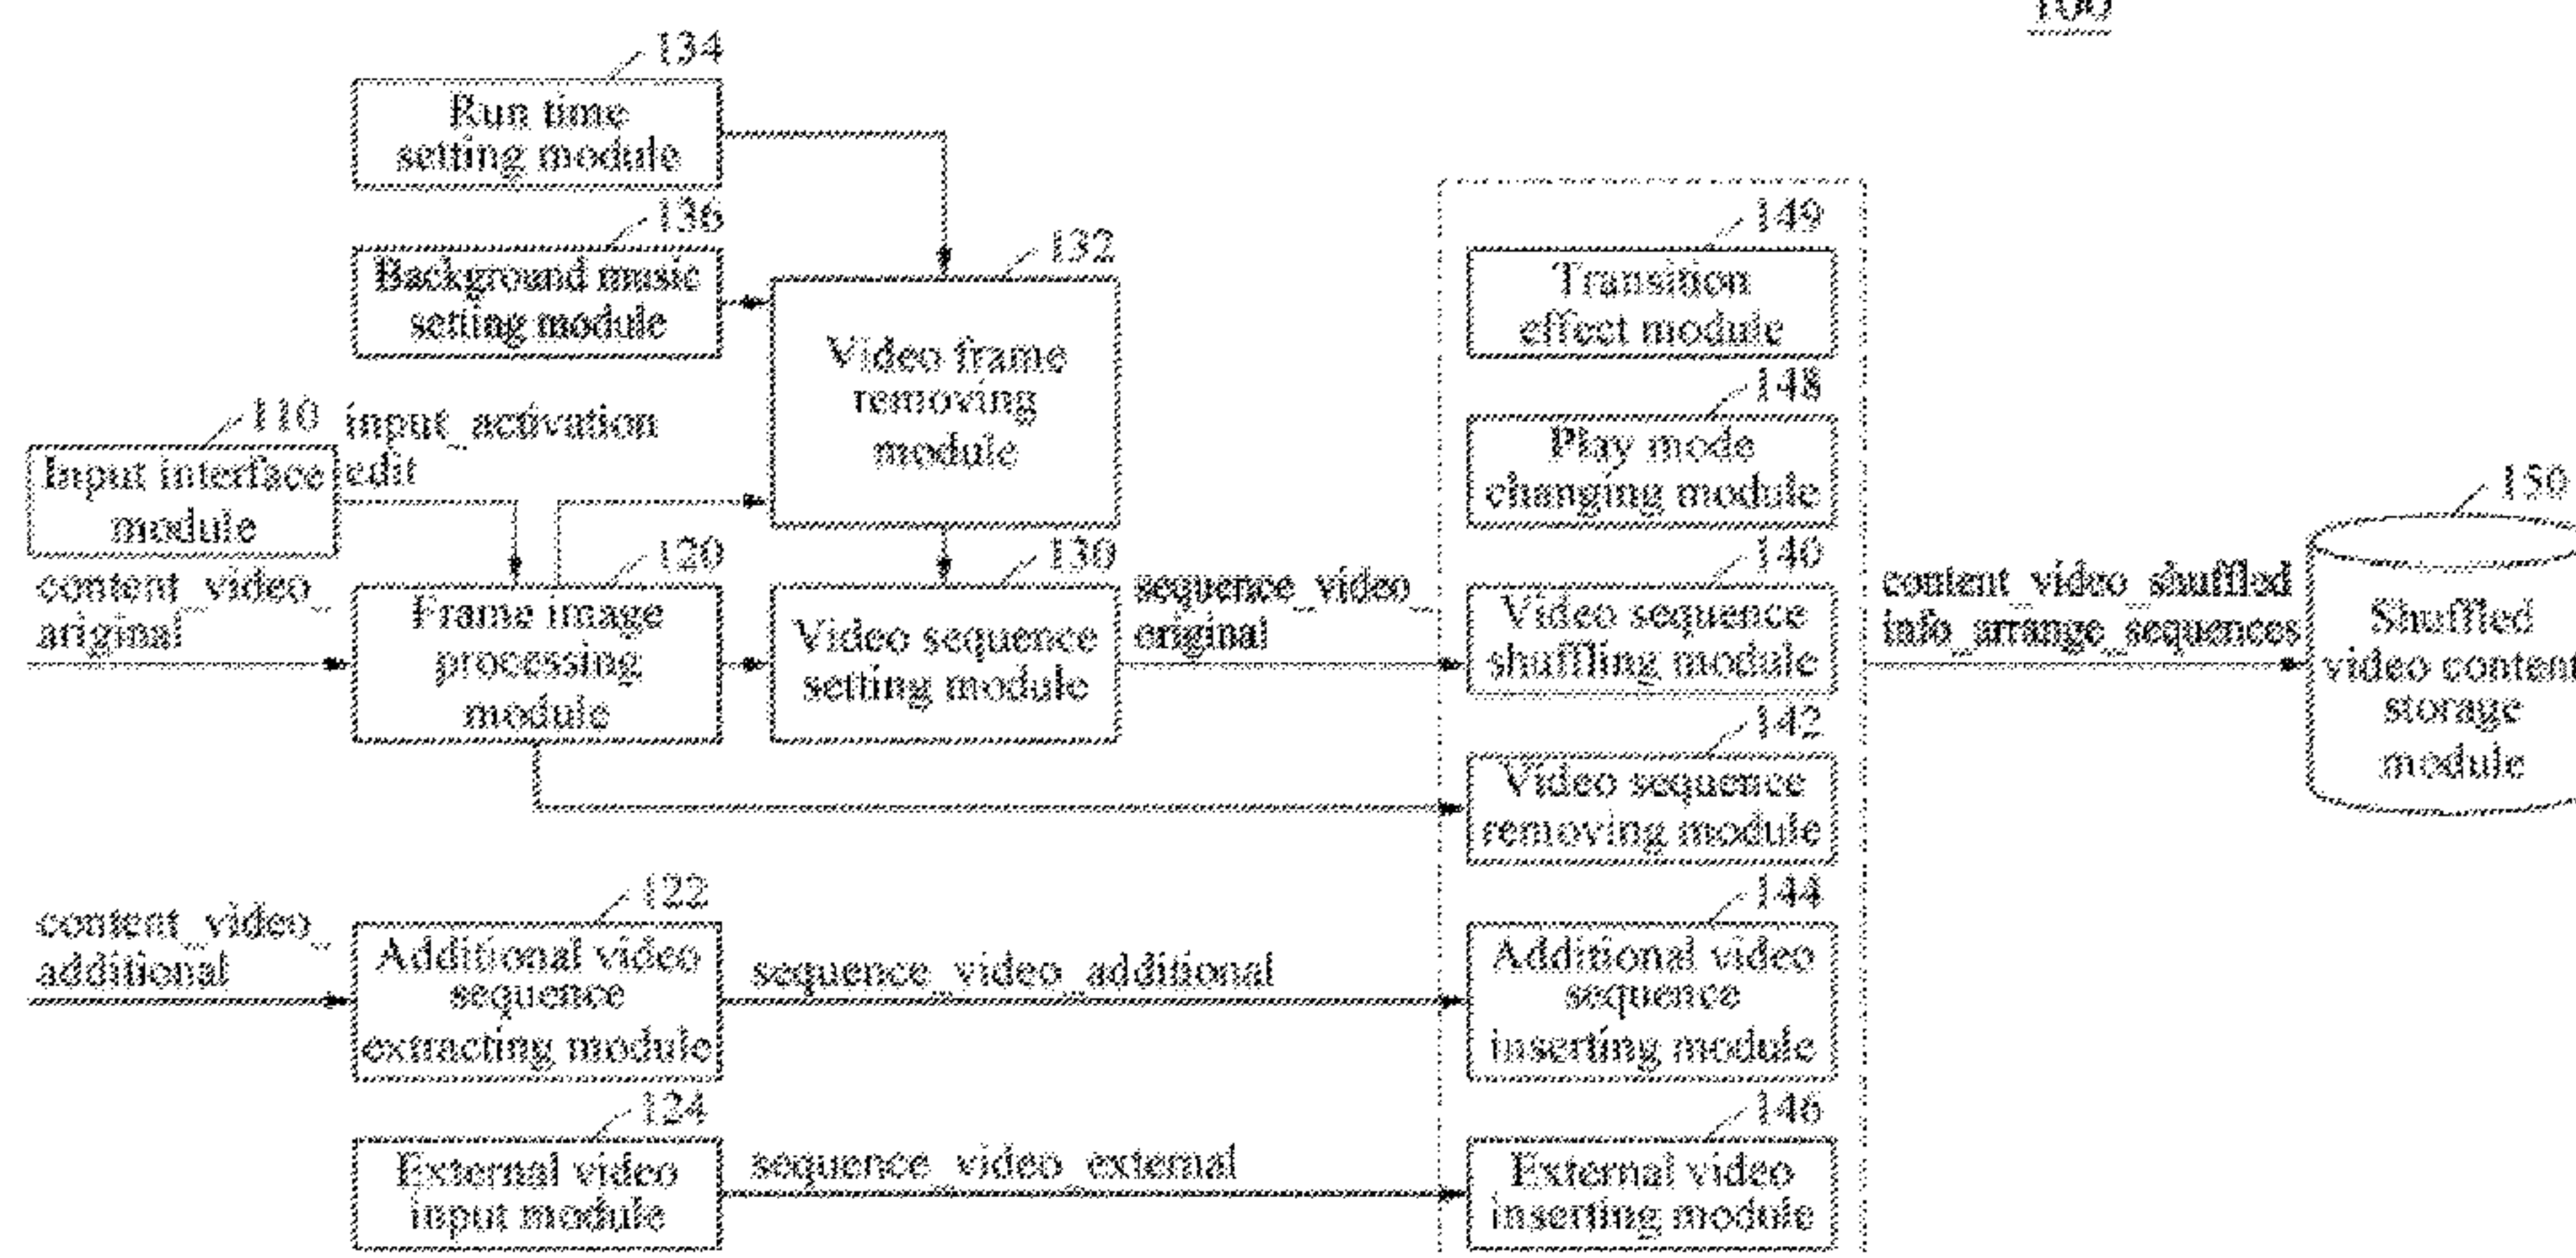 100
134
Run time
setting module
136
Background music
setting module
132
Video frame
removing
module
110
input_activation
edit
Input interface
module
content_video_
ariginal
120
Frame image
processing
module
130
Video sequence
setting module
sequence_video_
original
149
Transition
effect module
148
Play mode
changing module
140
Video sequence
shuffling module
142
Video sequence
removing module
content_video_shuffled
info_arrange_sequences
150
Shuffled
video content
storage
module
content_video_
additional
122
Additional video
sequence
extracting module
sequence_video_additional
144
Additional video
sequence
inserting module
124
External video
input module
sequence_video_external
146
External video
inserting module